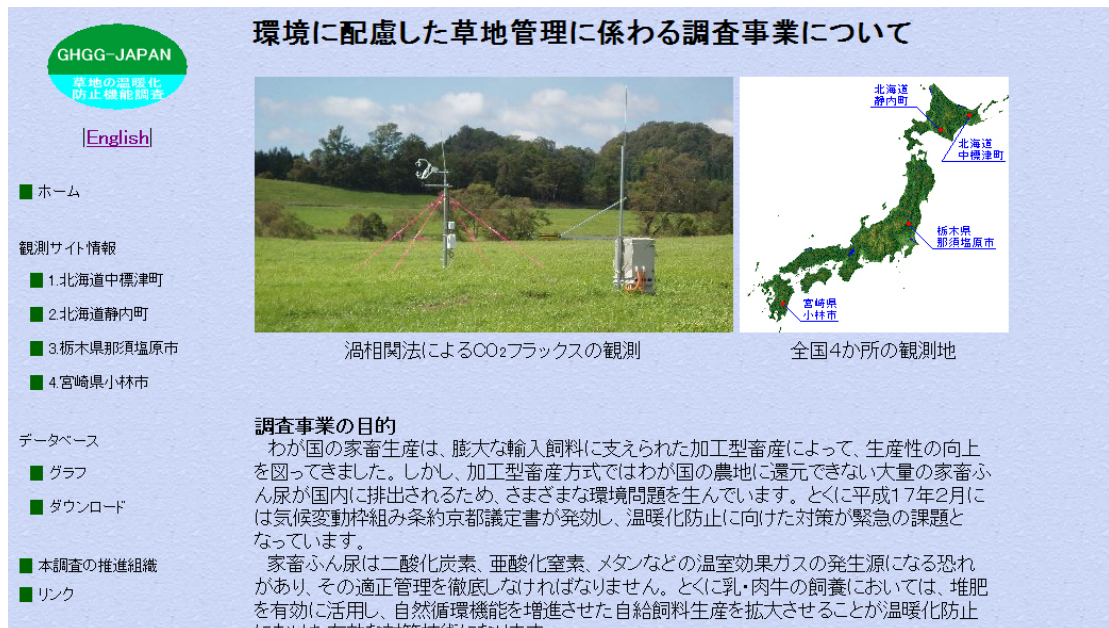 環境に配慮した草地管理に係わる調査事業について
GHGG-JAPAN
草地の温暖化
防止機能調査
|English|
ホーム
観測サイト情報
1.北海道中標津町
2.北海道静内町
3.栃木県那須塩原市
4.宮崎県小林市
データベース
グラフ
ダウンロード
本調査の推進組織
リンク
北海道
静内町
北海道
中標津町
栃木県
那須塩原市
宮崎県
小林市
渦相関法によるCO₂フラックスの観測
全国4か所の観測地
調査事業の目的
わが国の家畜生産は、膨大な輸入飼料に支えられた加工型畜産によって、生産性の向上
を図ってきました。しかし、加工型畜産方式ではわが国の農地に還元できない大量の家畜ふ
ん尿が国内に排出されるため、さまざまな環境問題を生んでいます。とくに平成17年2月に
は気候変動枠組み条約京都議定書が発効し、温暖化防止に向けた対策が緊急の課題と
なっています。
家畜ふん尿は二酸化炭素、亜酸化窒素、メタンなどの温室効果ガスの発生源になる恐れ
があり、その適正管理を徹底しなければなりません。とくに乳・肉牛の飼養においては、堆肥
を有効に活用し、自然循環機能を増進させた自給飼料生産を拡大させることが温暖化防止